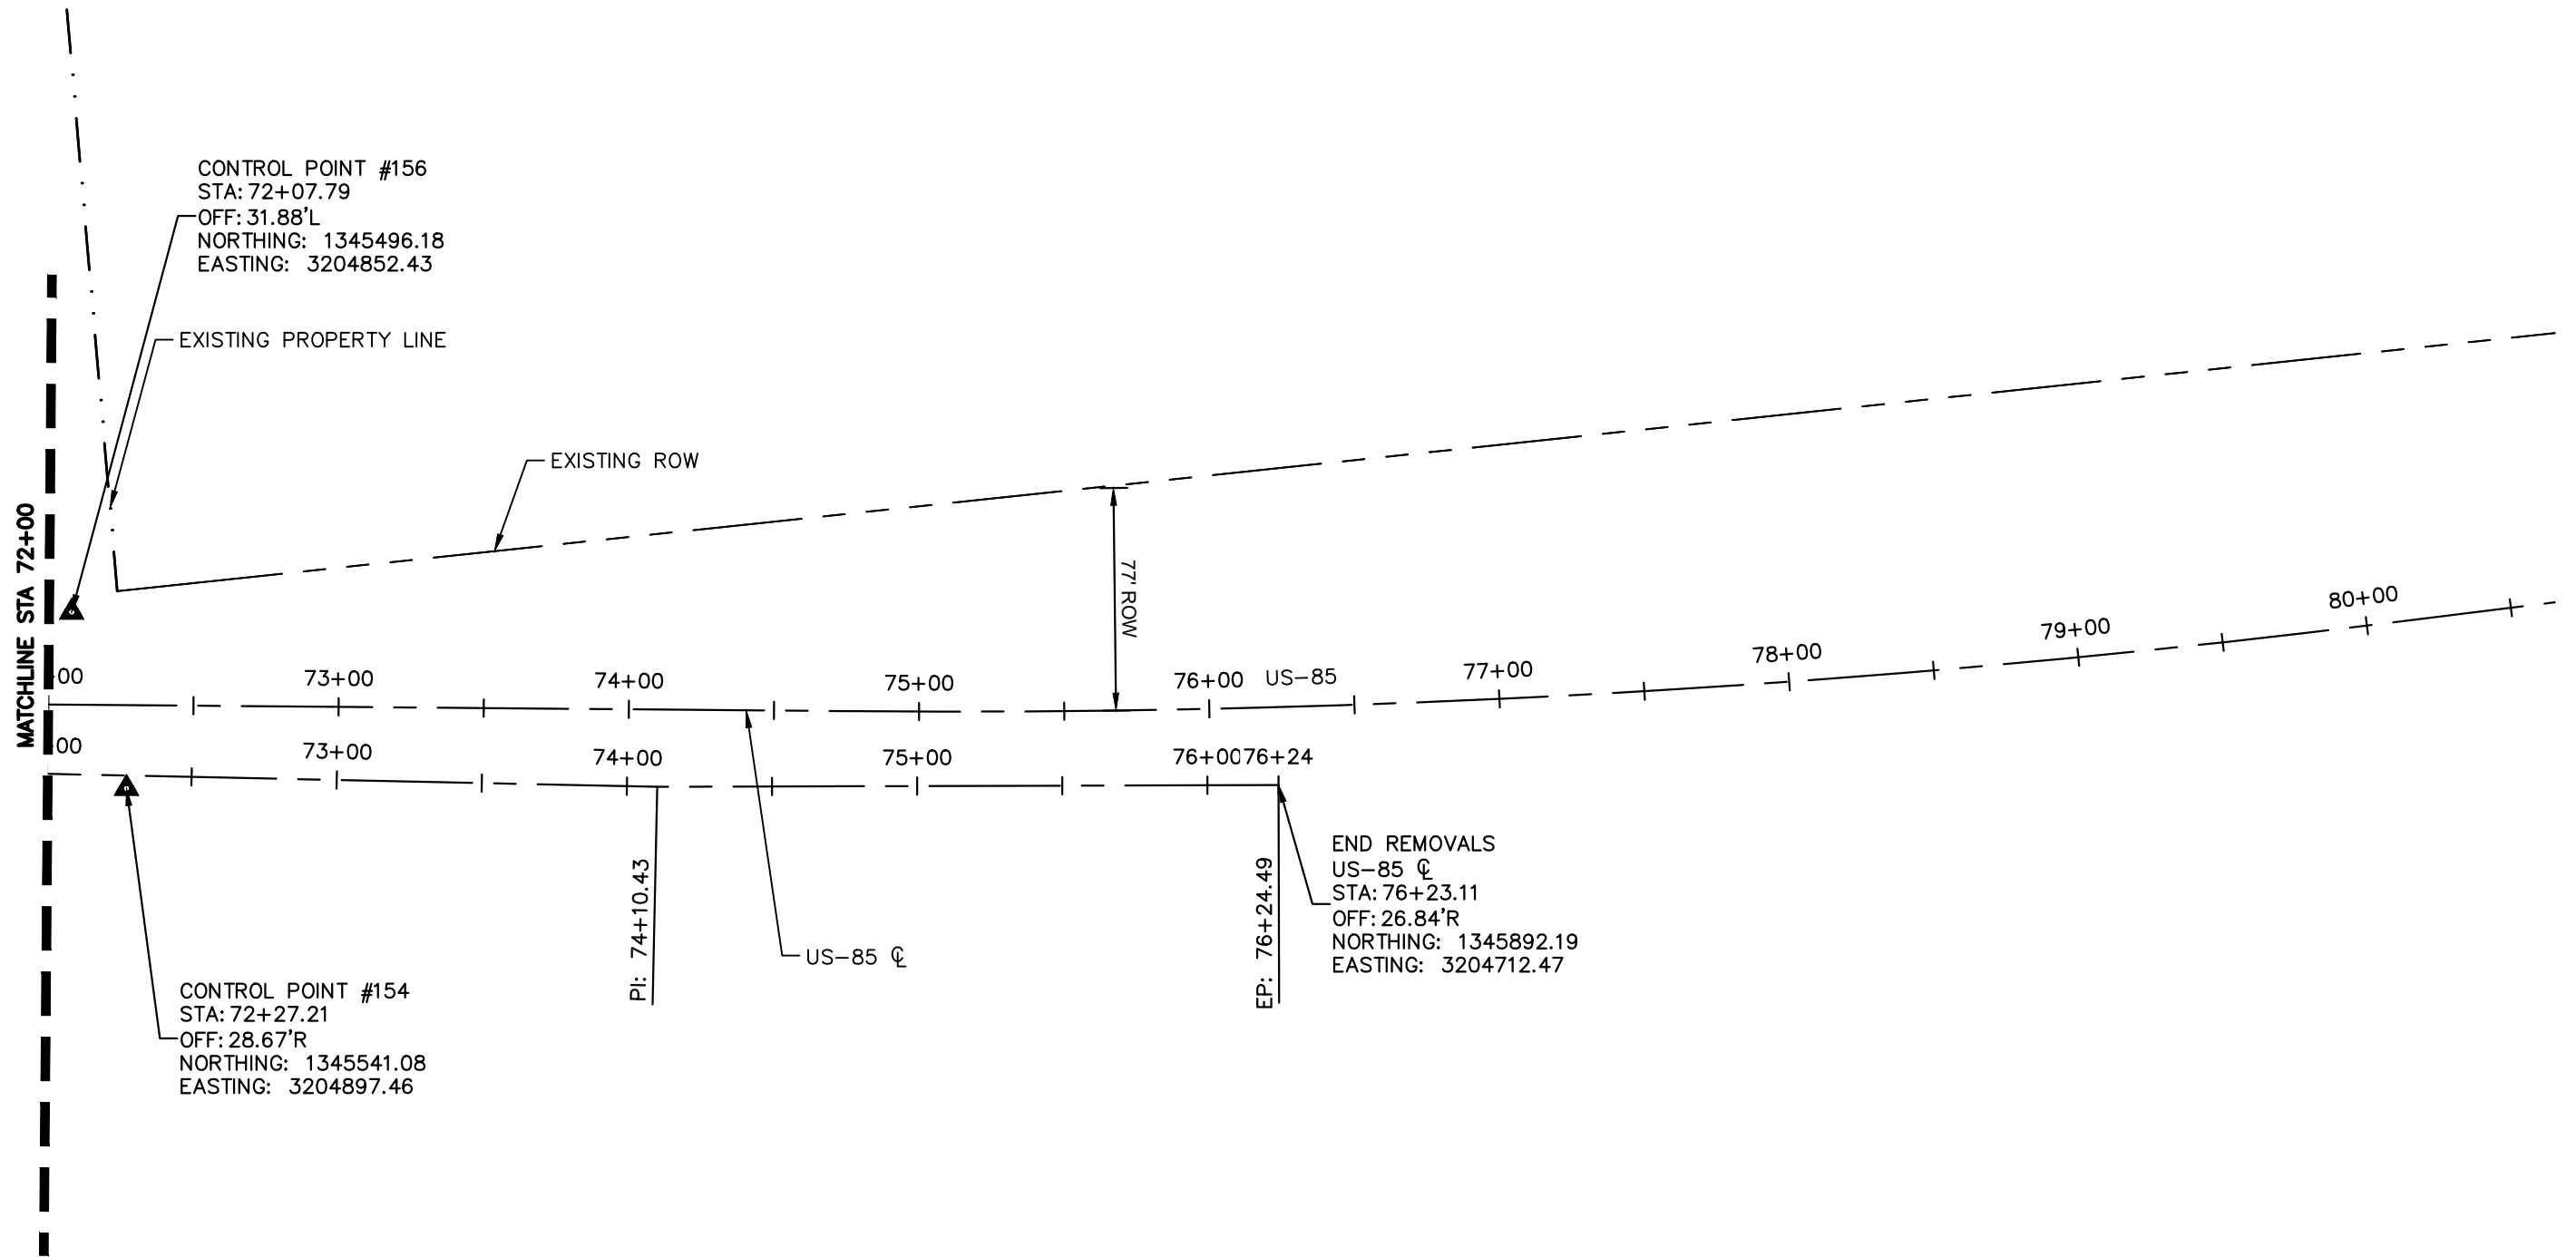 CONTROL POINT #156
STA: 72+07.79
OFF: 31.88'L
NORTHING: 1345496.18
EASTING: 3204852.43
EXISTING PROPERTY LINE
EXISTING ROW
MATCHLINE STA 72+00
77' ROW
00
73+00
74+00
75+00
76+00
US-85
77+00
78+00
79+00
80+00
00
73+00
74+00
75+00
76+00
76+24
PI: 74+10.43
EP: 76+24.49
END REMOVALS
US-85 ℄
STA: 76+23.11
OFF: 26.84'R
NORTHING: 1345892.19
EASTING: 3204712.47
US-85 ℄
CONTROL POINT #154
STA: 72+27.21
OFF: 28.67'R
NORTHING: 1345541.08
EASTING: 3204897.46